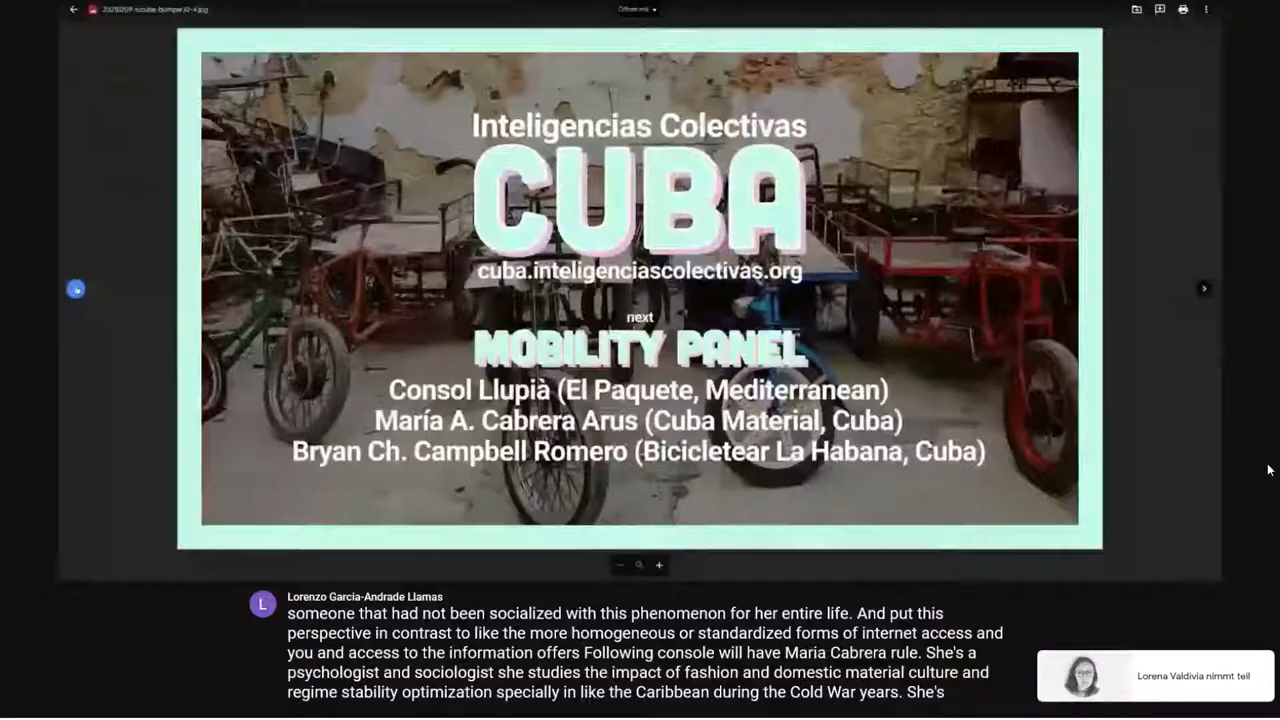 Öffnen mit
Inteligencias Colectivas
CUBA
cuba.inteligenciascolectivas.org
next
MOBILITY PANEL
Consol Llupià (El Paquete, Mediterranean)
María A. Cabrera Arus (Cuba Material, Cuba)
Bryan Ch. Campbell Romero (Bicicletear La Habana, Cuba)
L
Lorenzo Garcia-Andrade Llamas
someone that had not been socialized with this phenomenon for her entire life. And put this
perspective in contrast to like the more homogeneous or standardized forms of internet access and
you and access to the information offers Following console will have Maria Cabrera rule. She's a
psychologist and sociologist she studies the impact of fashion and domestic material culture and
regime stability optimization specially in like the Caribbean during the Cold War years. She's
Lorena Valdivia nimmt teil